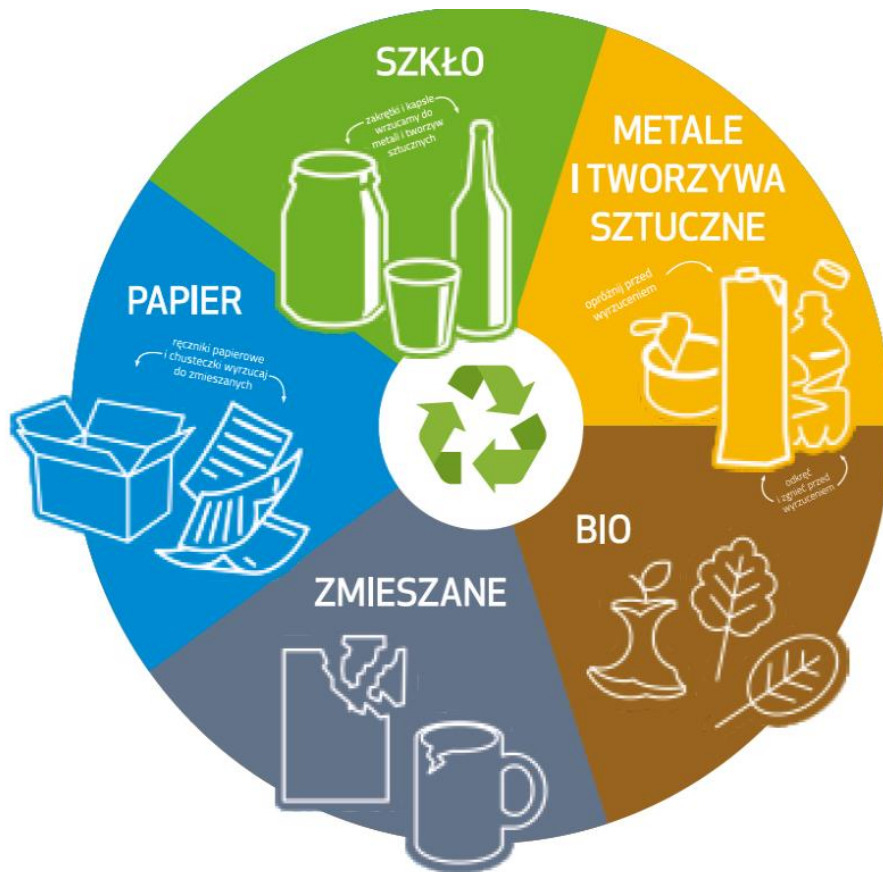 SZKŁO
zakrętki i kapsle
wrzucamy do
metali i tworzyw
sztucznych
METALE
I TWORZYWA
SZTUCZNE
opróżnij przed
wyrzuceniem
PAPIER
ręczniki papierowe
i chusteczki wyrzucaj
do zmieszanych
odkręć
i zgnieć przed
wyrzuceniem
BIO
ZMIESZANE